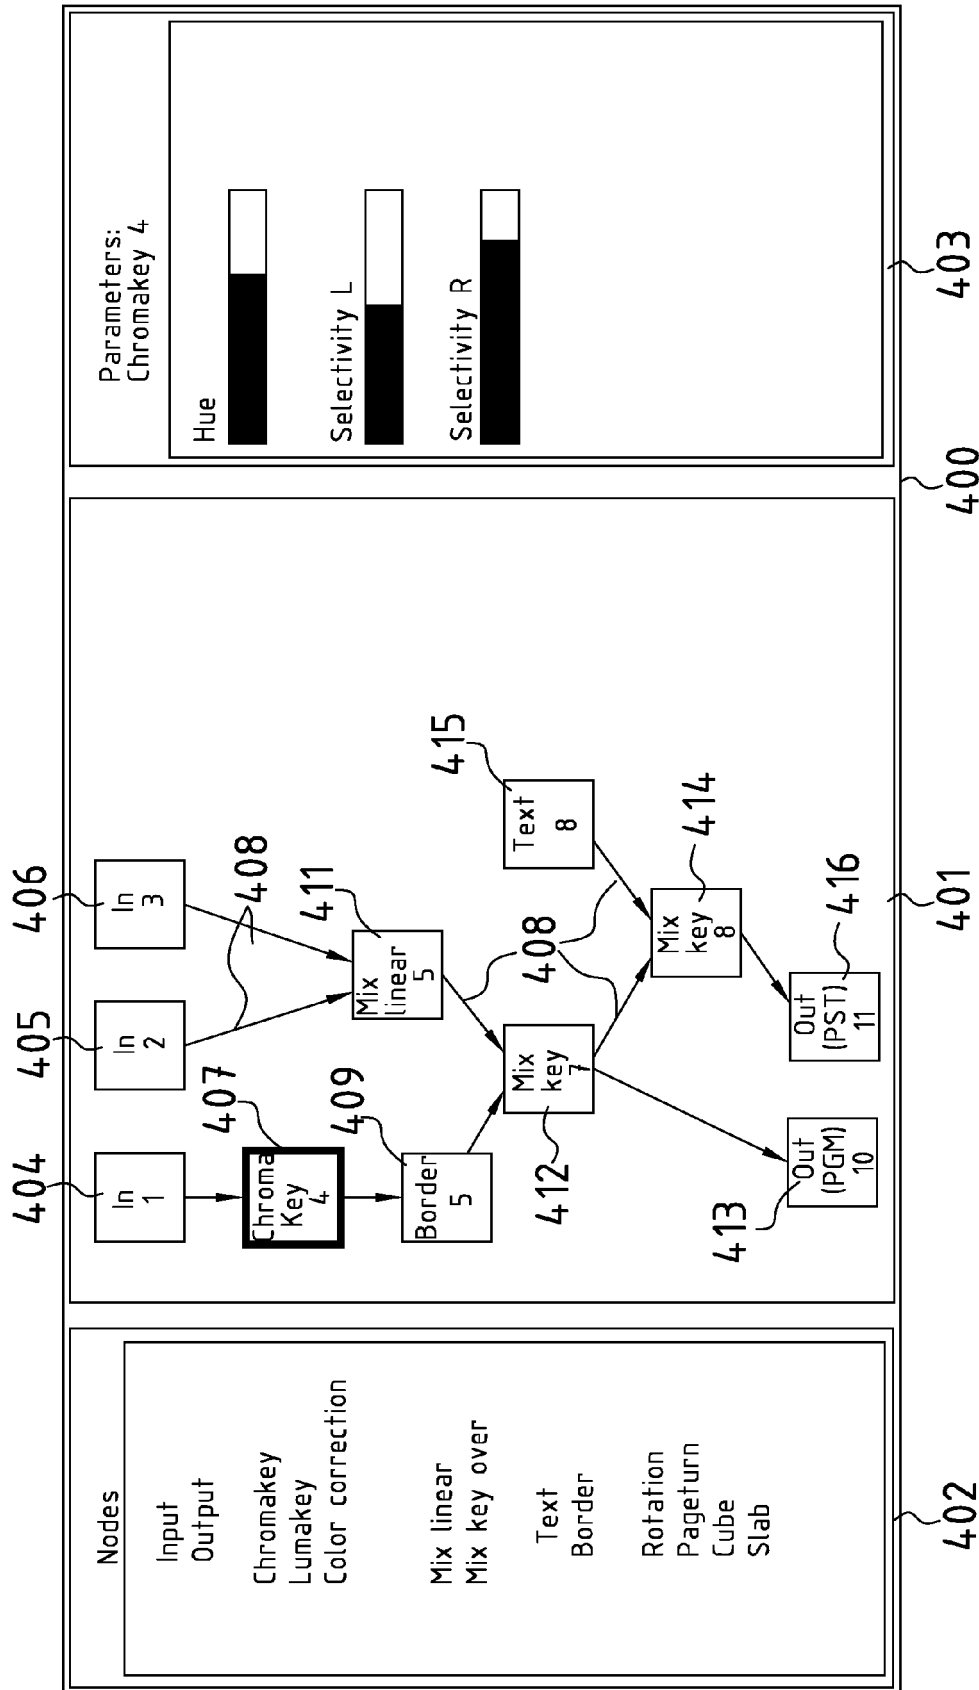 Nodes
Input
Output
Chromakey
Lumakey
Color correction
Mix linear
Mix key over
Text
Border
Rotation
Pageturn
Cube
Slab
402
404
405
406
In
1
In
2
In
3
407
408
Chroma
Key
4
409
411
Border
5
Mix
linear
5
415
412
Mix
key
7
408
Text
8
414
Mix
key
8
413
Out
(PGM)
10
Out
(PST)
11
416
401
Parameters:
Chromakey 4
Hue
Selectivity L
Selectivity R
403
400